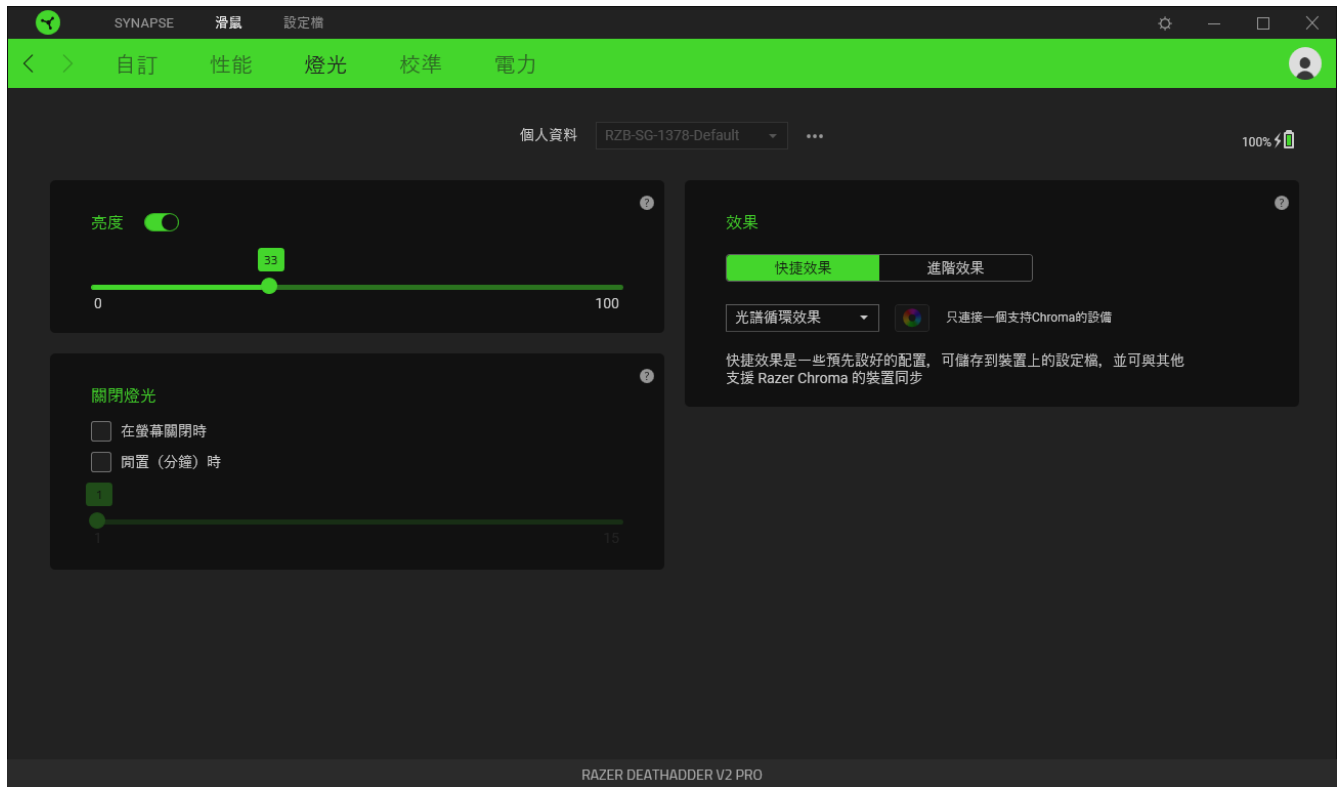 SYNAPSE 滑鼠 設定檔
自訂 性能 燈光 校準 電力
個人資料 RZB-SG-1378-Default
100%
亮度
33
0 100
關閉燈光
在螢幕關閉時
閒置（分鐘）時
1
1 15
效果
快捷效果 進階效果
光譜循環效果 只連接一個支持Chroma的設備
快捷效果是一些預先設好的配置，可儲存到裝置上的設定檔，並可與其他
支援 Razer Chroma 的裝置同步
RAZER DEATHADDER V2 PRO